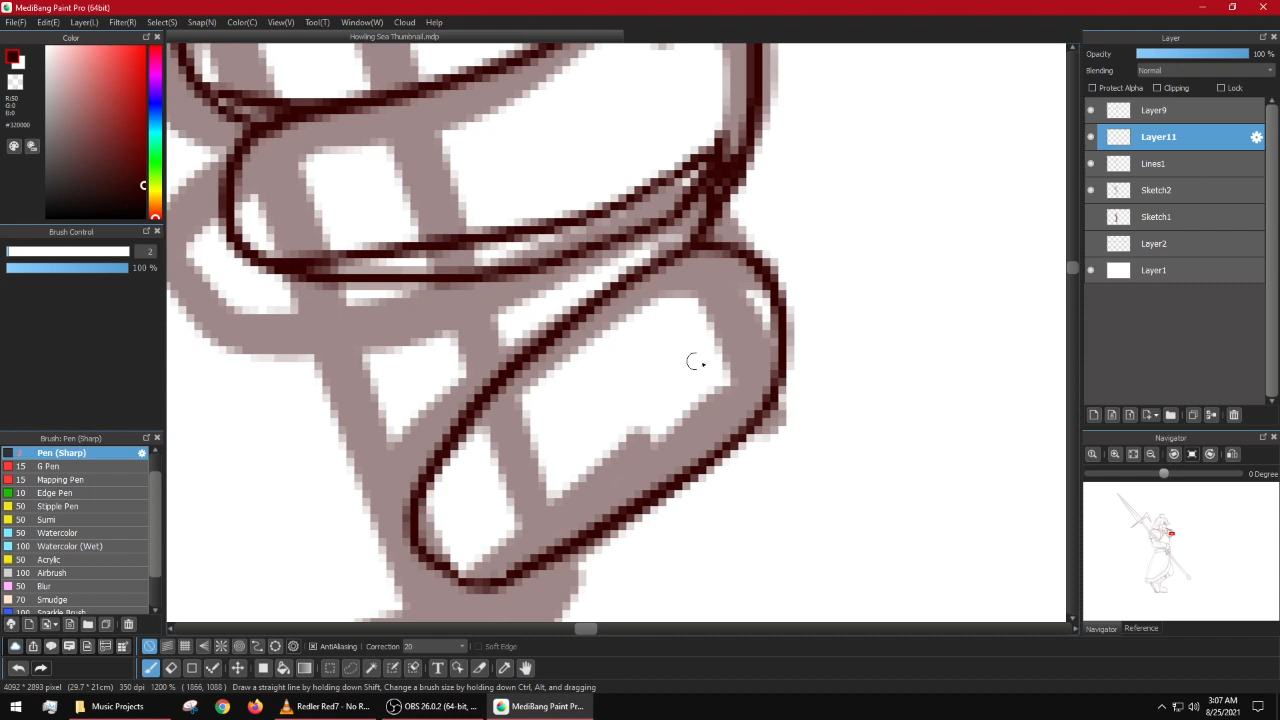 MediBang Paint Pro (64bit)
File(F) Edit(E) Layer(L) Filter(R) Select(S) Snap(N) Color(C) View(V) Tool(T) Window(W) Cloud Help
Color
R:50
G:0
B:0
#320000
Brush Control
2
100 %
Brush: Pen (Sharp)
Pen (Sharp)
15 G Pen
15 Mapping Pen
10 Edge Pen
50 Stipple Pen
50 Sumi
50 Watercolor
100 Watercolor (Wet)
50 Acrylic
100 Airbrush
50 Blur
70 Smudge
100 Sparkle Brush
Howling Sea Thumbnail.mdp
Layer
Opacity 100 %
Blending Normal
Protect Alpha Clipping Lock
Layer9
Layer11
Lines1
Sketch2
Sketch1
Layer2
Layer1
Navigator
0 Degree
Navigator Reference
AntiAliasing Correction 20 Soft Edge
4092 * 2893 pixel (29.7 * 21cm) 350 dpi 1200 % ( 1866, 1088 ) Draw a straight line by holding down Shift, Change a brush size by holding down Ctrl, Alt, and dragging
Music Projects
Redler Red7 - No R...
OBS 26.0.2 (64-bit, ...
MediBang Paint Pro...
3:07 AM
8/25/2021